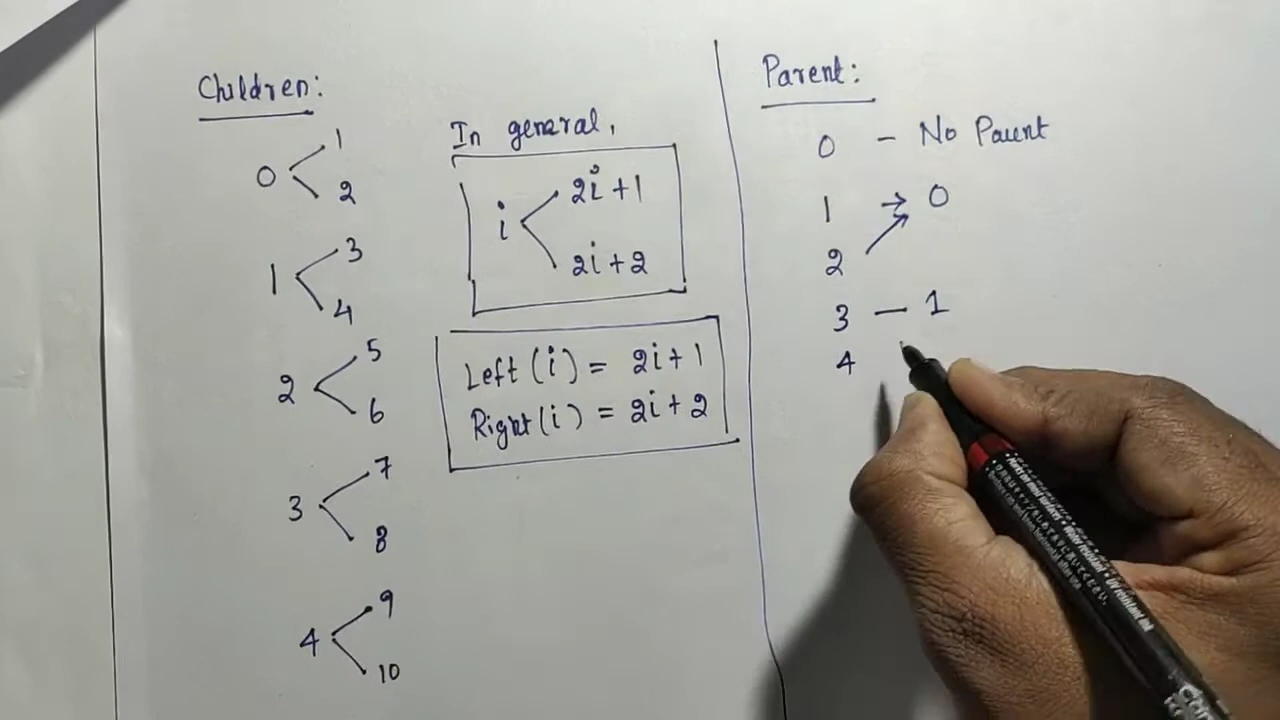 Children:
0 < 1
2
1 < 3
4
2 < 5
6
3 < 7
8
4 < 9
10
In general,
i < 2i+1
2i+2
Left (i) = 2i+1
Right (i) = 2i+2
Parent:
0 - No Parent
1 → 0
2
3 — 1
4